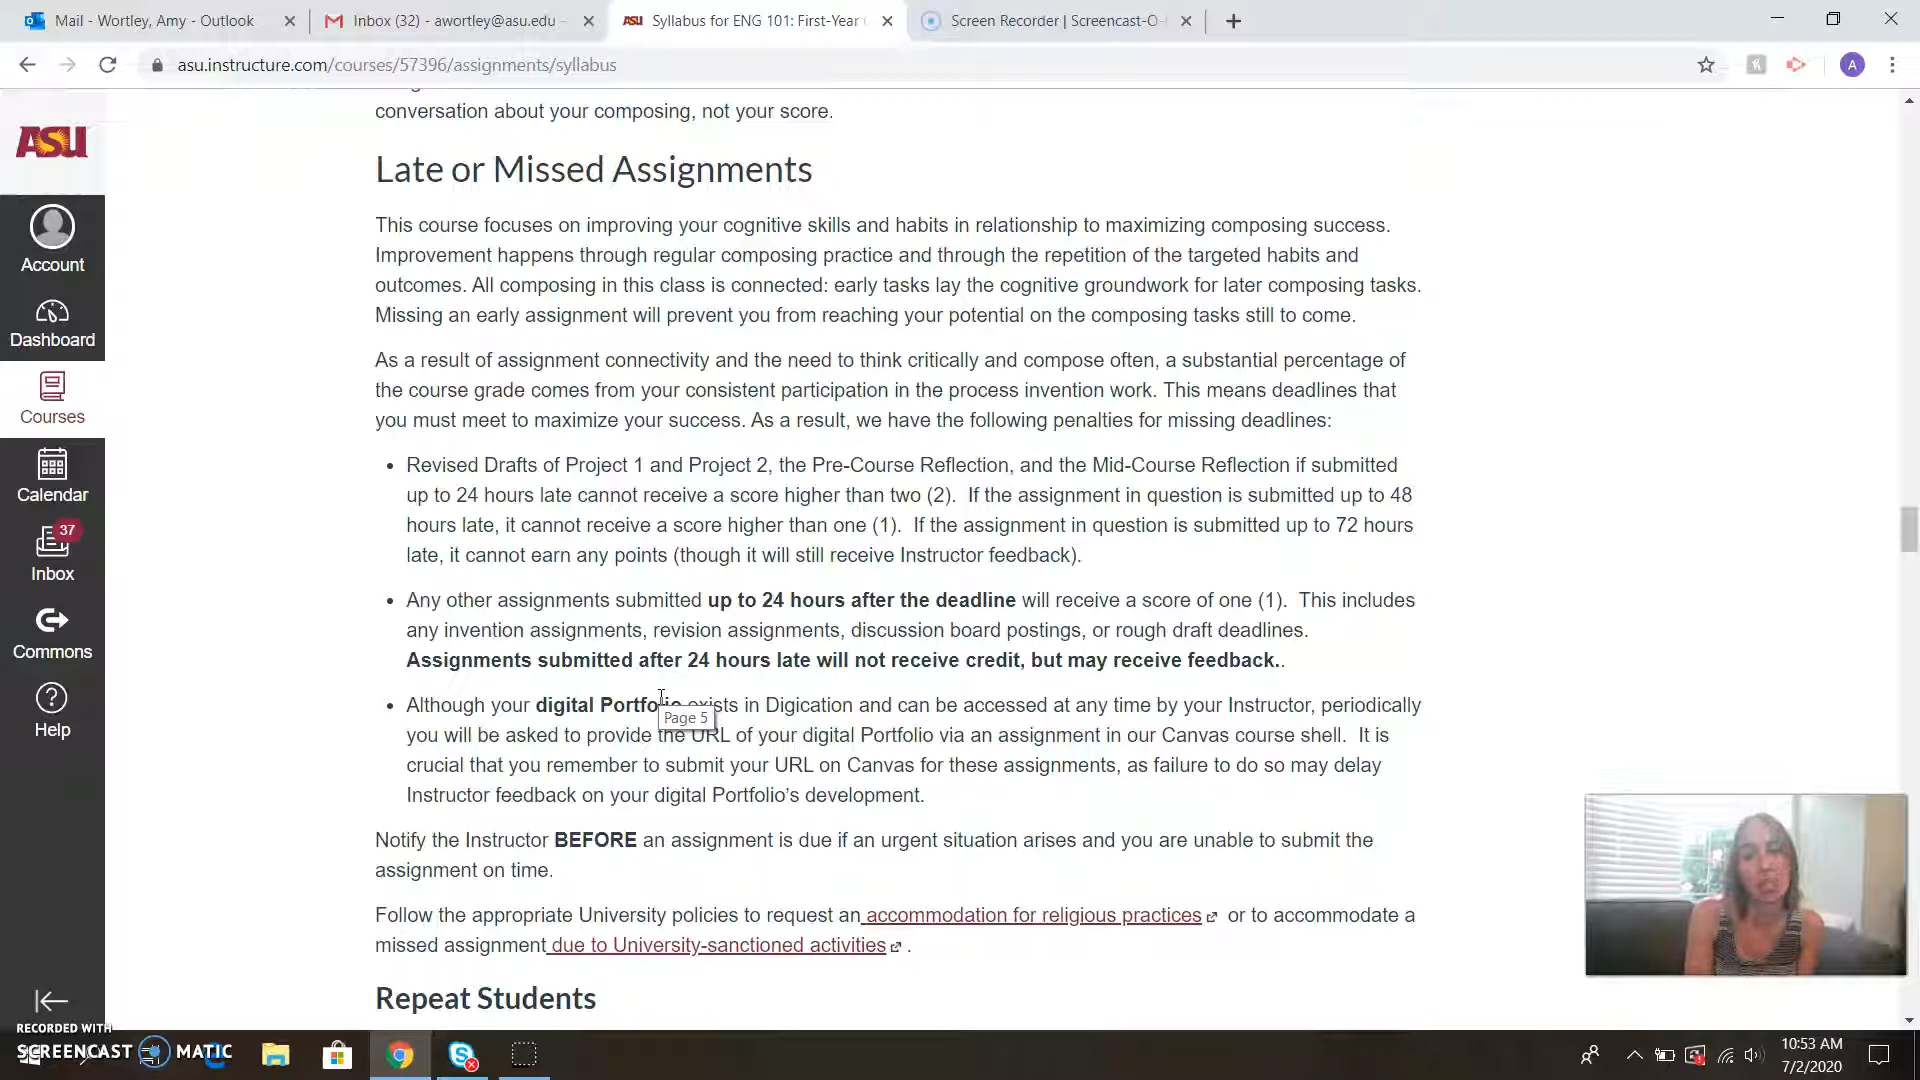 Mail - Wortley, Amy - Outlook
Inbox (32) - awortley@asu.edu -
ASU Syllabus for ENG 101: First-Year
Screen Recorder | Screencast-O-
asu.instructure.com/courses/57396/assignments/syllabus
A
conversation about your composing, not your score.
ASU
Account
Dashboard
Courses
Calendar
37
Inbox
Commons
Help
Late or Missed Assignments
This course focuses on improving your cognitive skills and habits in relationship to maximizing composing success.
Improvement happens through regular composing practice and through the repetition of the targeted habits and
outcomes. All composing in this class is connected: early tasks lay the cognitive groundwork for later composing tasks.
Missing an early assignment will prevent you from reaching your potential on the composing tasks still to come.
As a result of assignment connectivity and the need to think critically and compose often, a substantial percentage of
the course grade comes from your consistent participation in the process invention work. This means deadlines that
you must meet to maximize your success. As a result, we have the following penalties for missing deadlines:
• Revised Drafts of Project 1 and Project 2, the Pre-Course Reflection, and the Mid-Course Reflection if submitted
up to 24 hours late cannot receive a score higher than two (2). If the assignment in question is submitted up to 48
hours late, it cannot receive a score higher than one (1). If the assignment in question is submitted up to 72 hours
late, it cannot earn any points (though it will still receive Instructor feedback).
• Any other assignments submitted up to 24 hours after the deadline will receive a score of one (1). This includes
any invention assignments, revision assignments, discussion board postings, or rough draft deadlines.
Assignments submitted after 24 hours late will not receive credit, but may receive feedback..
• Although your digital Portfolio exists in Digication and can be accessed at any time by your Instructor, periodically
Page 5
you will be asked to provide the URL of your digital Portfolio via an assignment in our Canvas course shell. It is
crucial that you remember to submit your URL on Canvas for these assignments, as failure to do so may delay
Instructor feedback on your digital Portfolio's development.
Notify the Instructor BEFORE an assignment is due if an urgent situation arises and you are unable to submit the
assignment on time.
Follow the appropriate University policies to request an accommodation for religious practices or to accommodate a
missed assignment due to University-sanctioned activities .
Repeat Students
RECORDED WITH
SCREENCAST MATIC
10:53 AM
7/2/2020